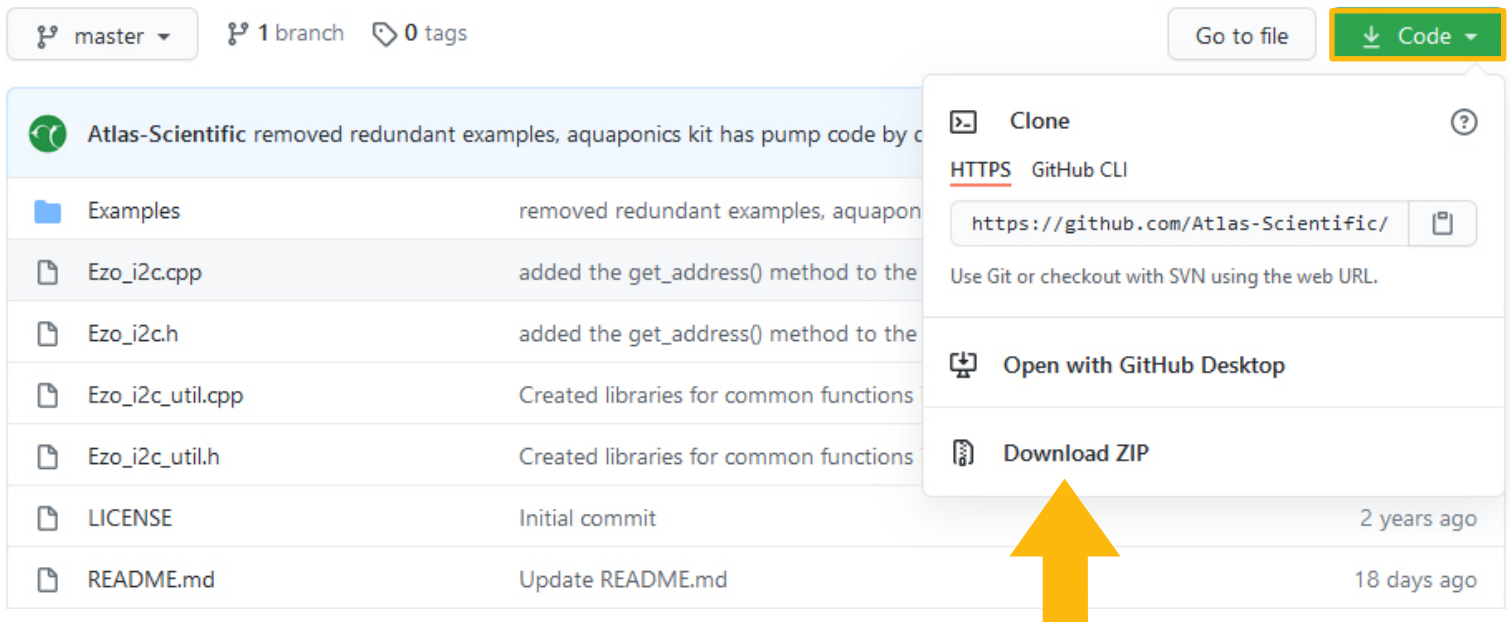 master 1 branch 0 tags Go to file Code
Atlas-Scientific removed redundant examples, aquaponics kit has pump code by
Examples removed redundant examples,
Ezo_i2c.cpp added the get_address() method to the
Ezo_i2c.h added the get_address() method to the
Ezo_i2c_util.cpp Created libraries for common functions
Ezo_i2c_util.h Created libraries for common functions
LICENSE Initial commit 2 years ago
README.md Update README.md 18 days ago
Clone
HTTPS GitHub CLI
https://github.com/Atlas-Scientific/
Use Git or checkout with SVN using the web URL.
Open with GitHub Desktop
Download ZIP